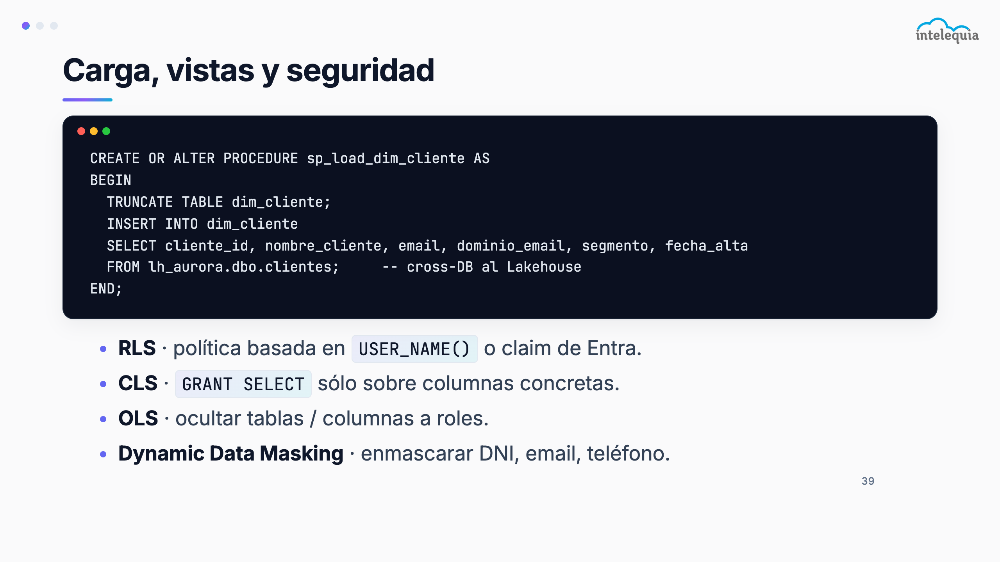 intelequia
Carga, vistas y seguridad
CREATE OR ALTER PROCEDURE sp_load_dim_cliente AS
BEGIN
  TRUNCATE TABLE dim_cliente;
  INSERT INTO dim_cliente
  SELECT cliente_id, nombre_cliente, email, dominio_email, segmento, fecha_alta
  FROM lh_aurora.dbo.clientes;     -- cross-DB al Lakehouse
END;
• RLS · política basada en USER_NAME() o claim de Entra.
• CLS · GRANT SELECT sólo sobre columnas concretas.
• OLS · ocultar tablas / columnas a roles.
• Dynamic Data Masking · enmascarar DNI, email, teléfono.
39